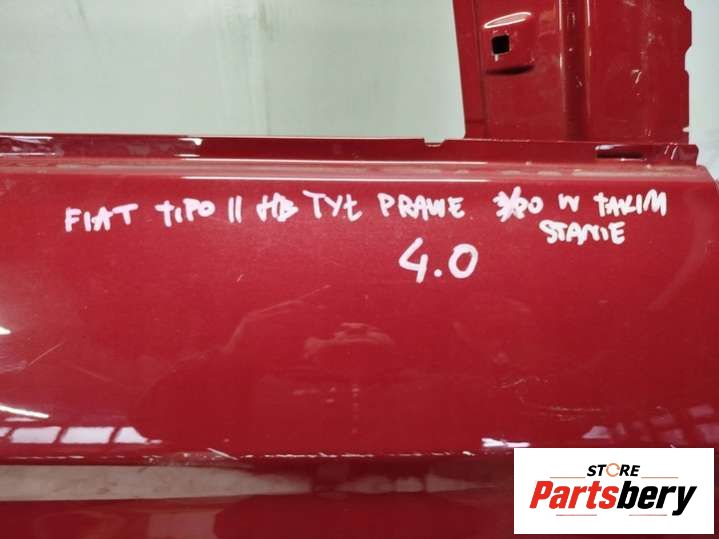 FIAT TIPO II HB TYŁ PRAWE W TAKIM
STANIE
4.0
STORE
Partsbery